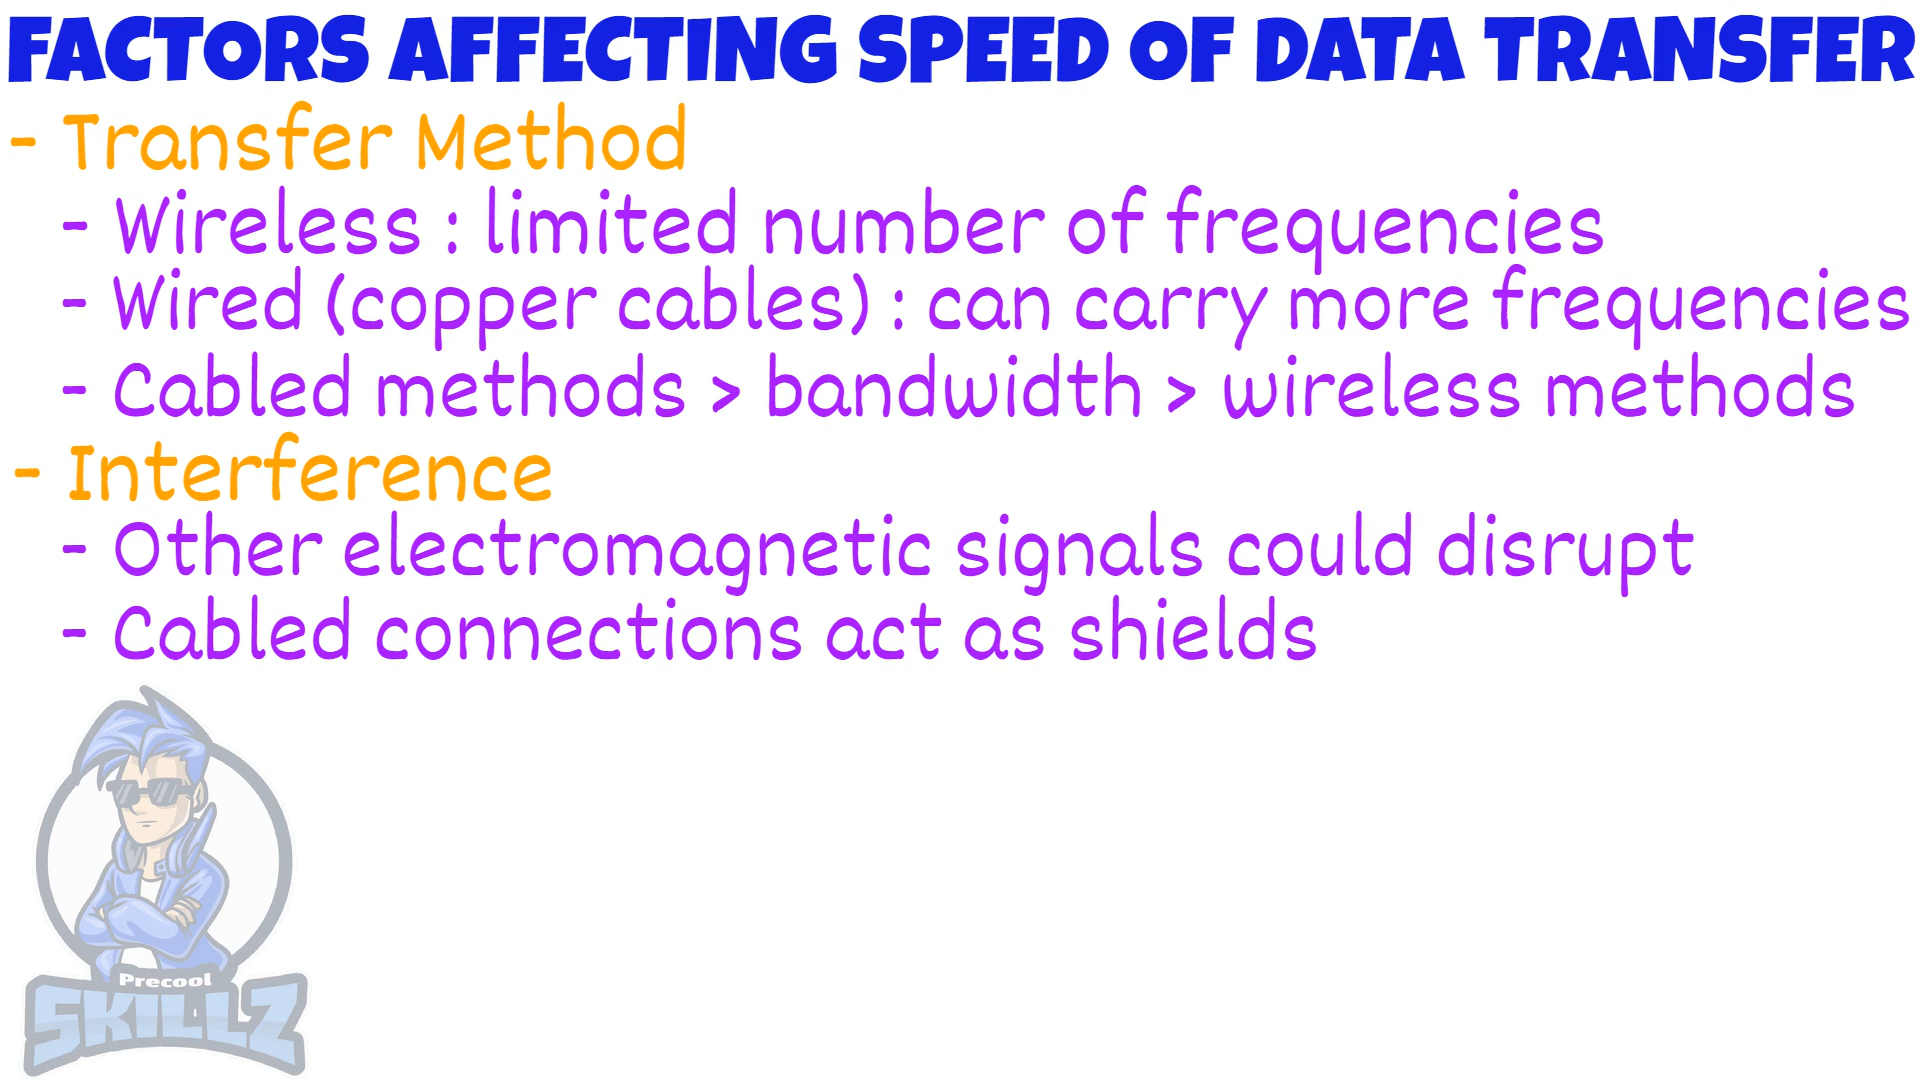 FACTORS AFFECTING SPEED OF DATA TRANSFER
- Transfer Method
- Wireless : limited number of frequencies
- Wired (copper cables) : can carry more frequencies
- Cabled methods > bandwidth > wireless methods
- Interference
- Other electromagnetic signals could disrupt
- Cabled connections act as shields
Precool
SKILLZ